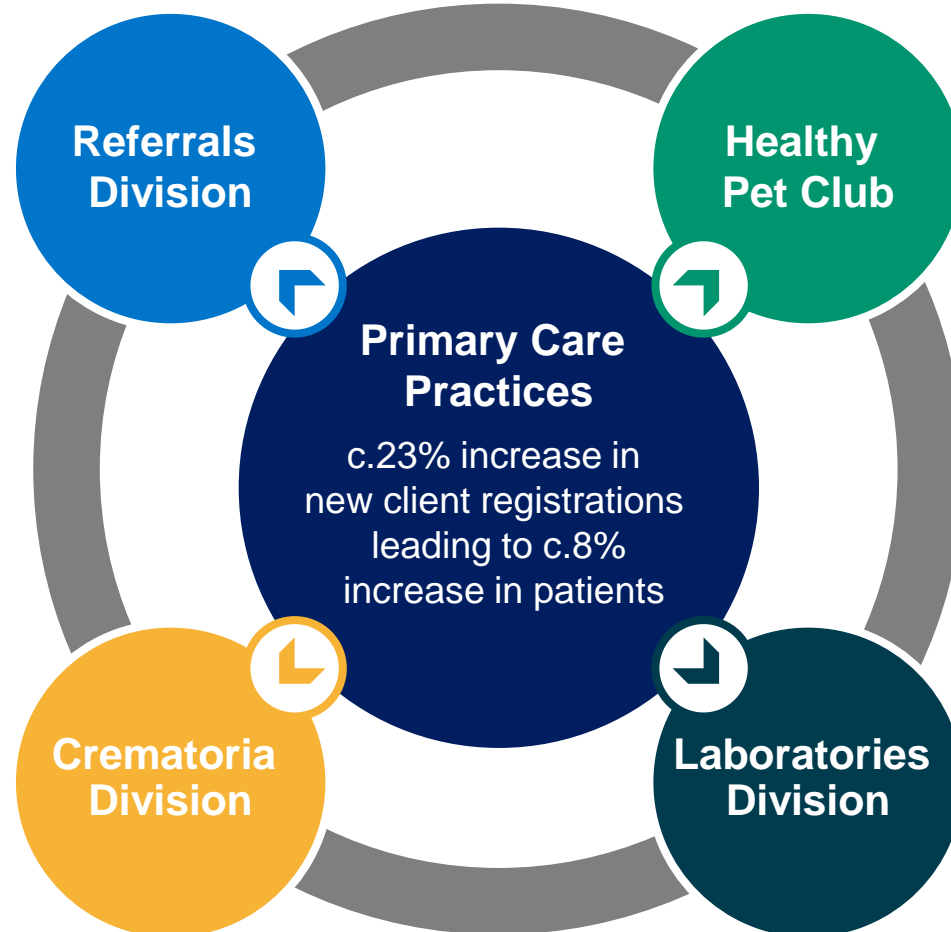 Referrals
Division
Healthy
Pet Club
Primary Care
Practices
c.23% increase in
new client registrations
leading to c.8%
increase in patients
Crematoria
Division
Laboratories
Division